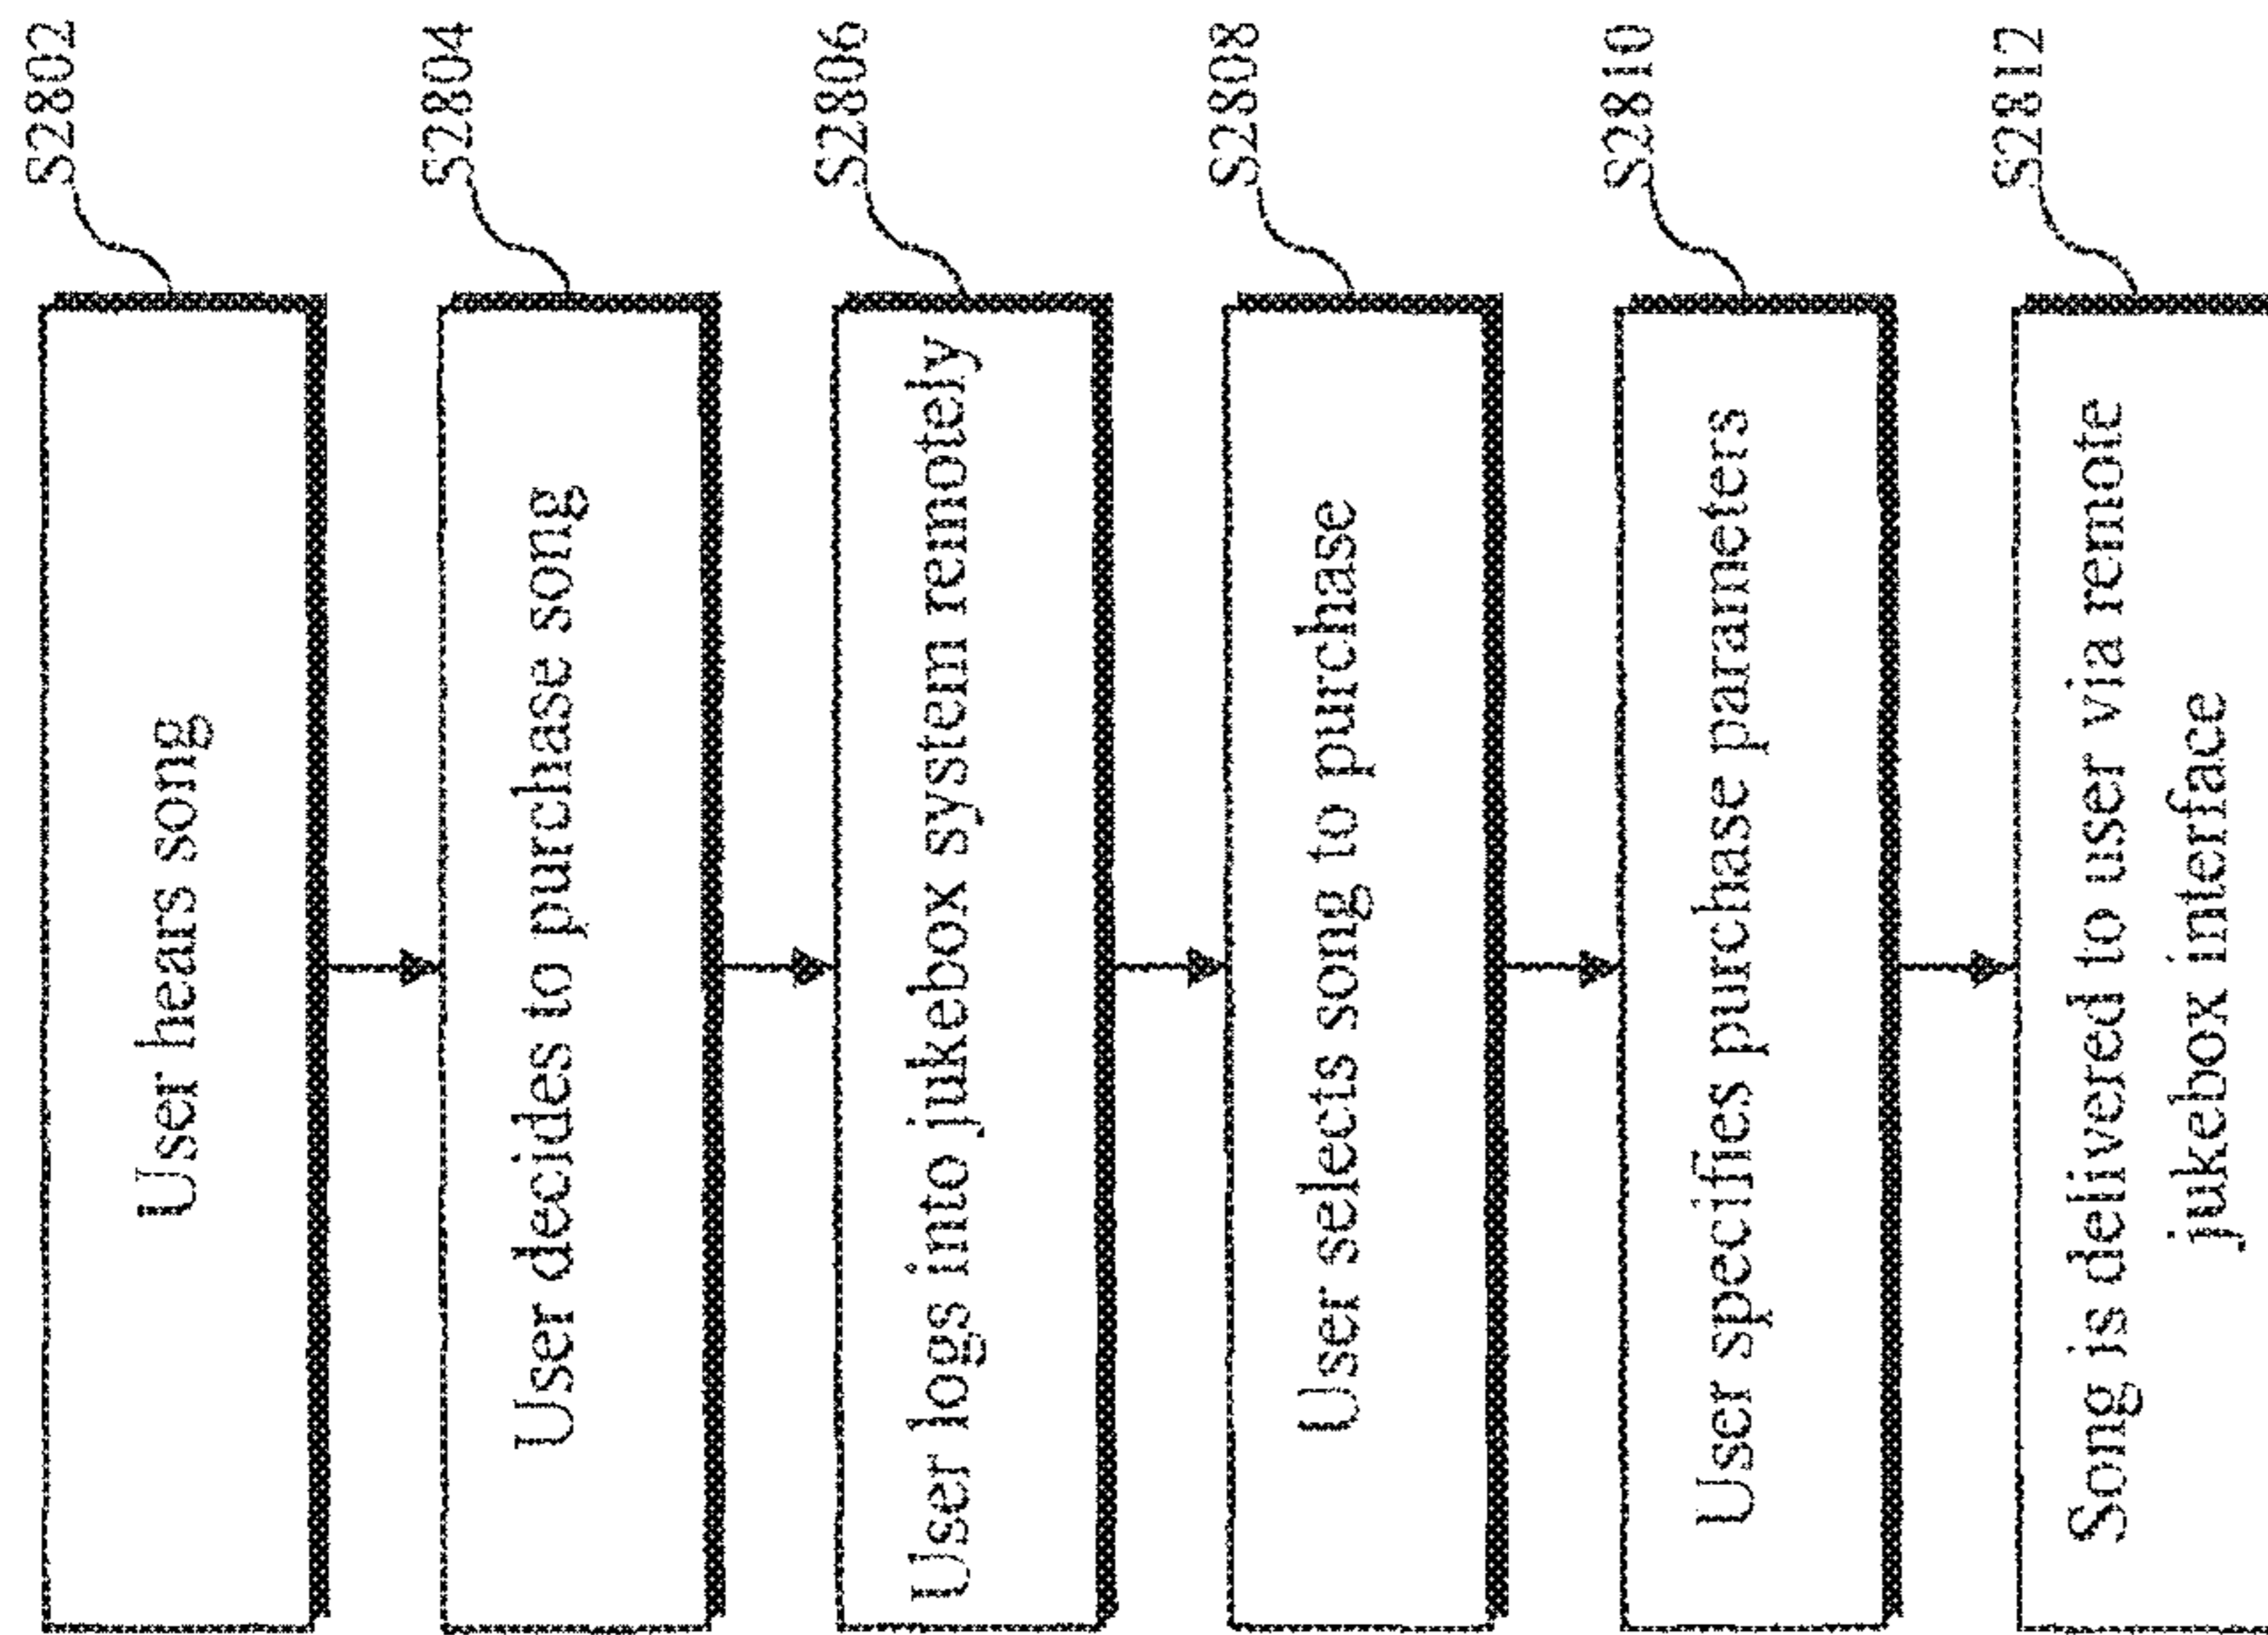 S2802
User hears song
S2804
User decides to purchase song
S2806
User logs into jukebox system remotely
S2808
User selects song to purchase
S2810
User specifies purchase parameters
S2812
Song is delivered to user via remote
jukebox interface